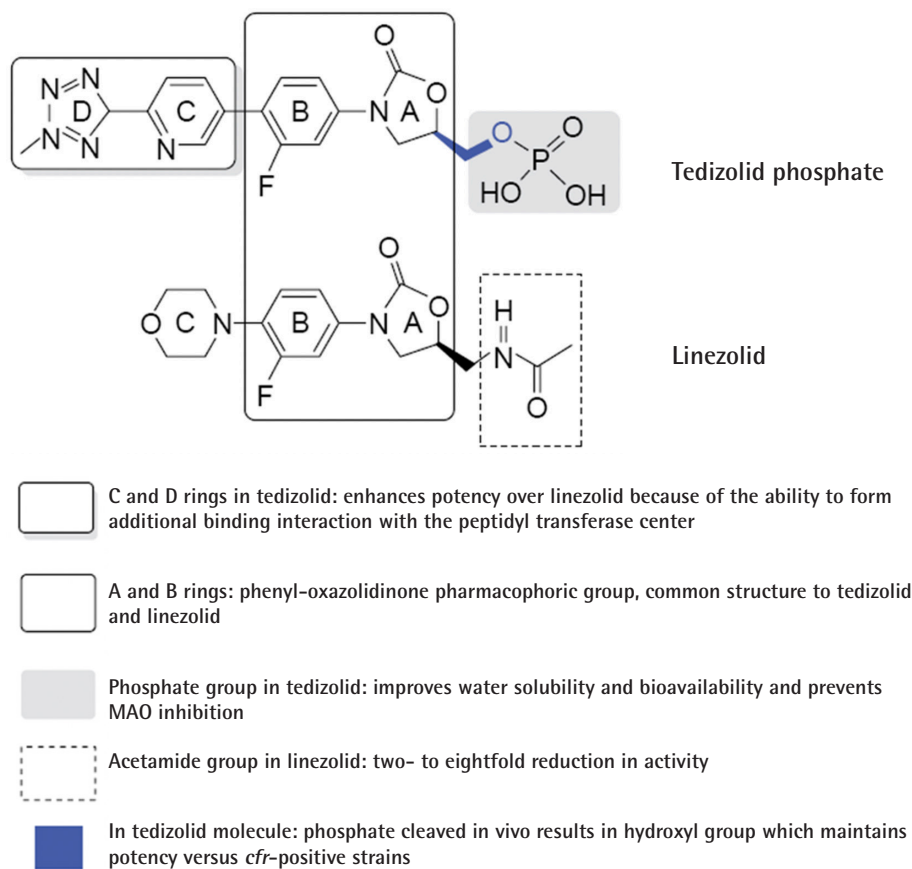 O
N N O
D C B N A O O
N N P
N F HO OH
Tedizolid phosphate
O
H
O C N B N A O
N
F O
Linezolid
C and D rings in tedizolid: enhances potency over linezolid because of the ability to form
additional binding interaction with the peptidyl transferase center
A and B rings: phenyl-oxazolidinone pharmacophoric group, common structure to tedizolid
and linezolid
Phosphate group in tedizolid: improves water solubility and bioavailability and prevents
MAO inhibition
Acetamide group in linezolid: two- to eightfold reduction in activity
In tedizolid molecule: phosphate cleaved in vivo results in hydroxyl group which maintains
potency versus cfr-positive strains